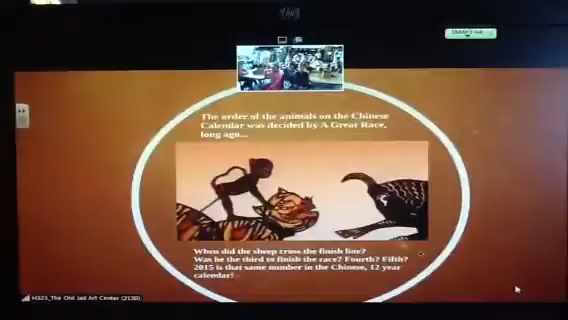 The order of the animals on the Chinese
Calendar was decided by A Great Race,
long ago...
When did the sheep cross the finish line?
Was he the third to finish the race? Fourth? Fifth?
2015 is that same number in the Chinese, 12 year
calendar!
H323_The Old Jail Art Center (2130)